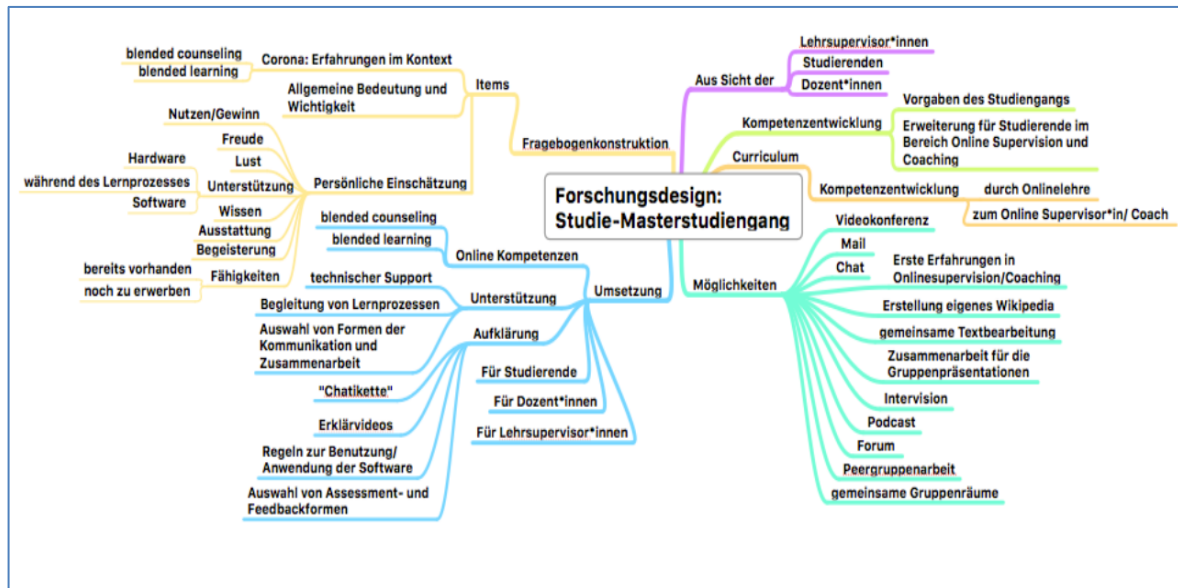 Forschungsdesign:
Studie-Masterstudiengang
Fragebogenkonstruktion
Items
Corona: Erfahrungen im Kontext
blended counseling
blended learning
Allgemeine Bedeutung und
Wichtigkeit
Persönliche Einschätzung
Nutzen/Gewinn
Freude
Lust
Unterstützung
Hardware
während des Lernprozesses
Software
Wissen
Ausstattung
Begeisterung
Fähigkeiten
bereits vorhanden
noch zu erwerben
Umsetzung
Online Kompetenzen
blended counseling
blended learning
Unterstützung
technischer Support
Begleitung von Lernprozessen
Auswahl von Formen der
Kommunikation und
Zusammenarbeit
Aufklärung
"Chatikette"
Erklärvideos
Regeln zur Benutzung/
Anwendung der Software
Auswahl von Assessment- und
Feedbackformen
Für Studierende
Für Dozent*innen
Für Lehrsupervisor*innen
Aus Sicht der
Lehrsupervisor*innen
Studierenden
Dozent*innen
Kompetenzentwicklung
Vorgaben des Studiengangs
Erweiterung für Studierende im
Bereich Online Supervision und
Coaching
Curriculum
Kompetenzentwicklung
durch Onlinelehre
zum Online Supervisor*in/ Coach
Möglichkeiten
Videokonferenz
Mail
Chat
Erste Erfahrungen in
Onlinesupervision/Coaching
Erstellung eigenes Wikipedia
gemeinsame Textbearbeitung
Zusammenarbeit für die
Gruppenpräsentationen
Intervision
Podcast
Forum
Peergruppenarbeit
gemeinsame Gruppenräume